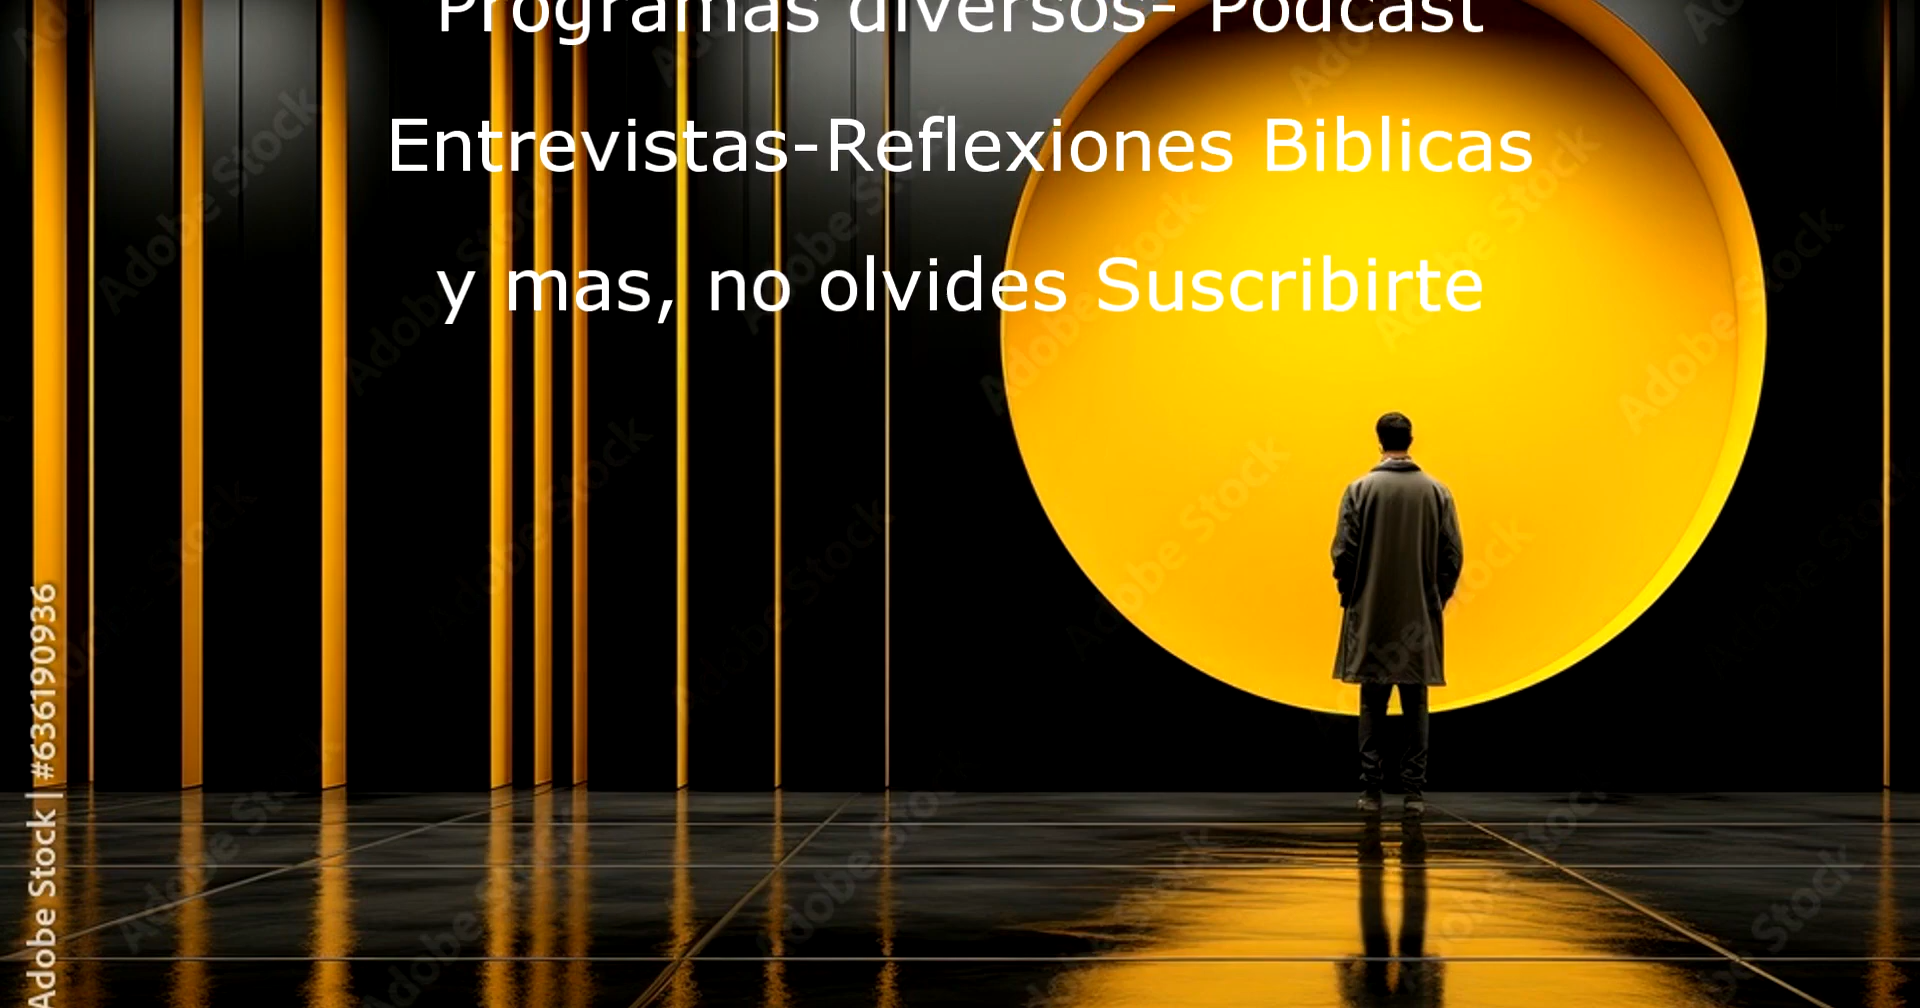 Programas diversos- Podcast
Entrevistas-Reflexiones Biblicas
y mas, no olvides Suscribirte
Adobe Stock | #636190936